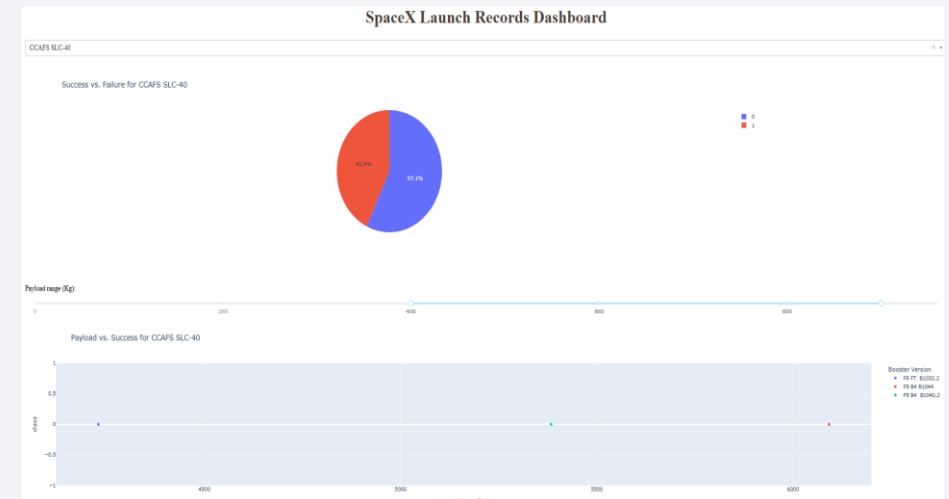 SpaceX Launch Records Dashboard
CCAFS SLC-40
Success vs. Failure for CCAFS SLC-40
0
1
42.9%
57.1%
Payload range (Kg):
0 2000 4000 6000 8000
Payload vs. Success for CCAFS SLC-40
Booster Version
F9 FT B1032.2
F9 B4 B1044
F9 B4 B1040.2
1
0.5
0
class
−0.5
−1
4500 5000 5500 6000